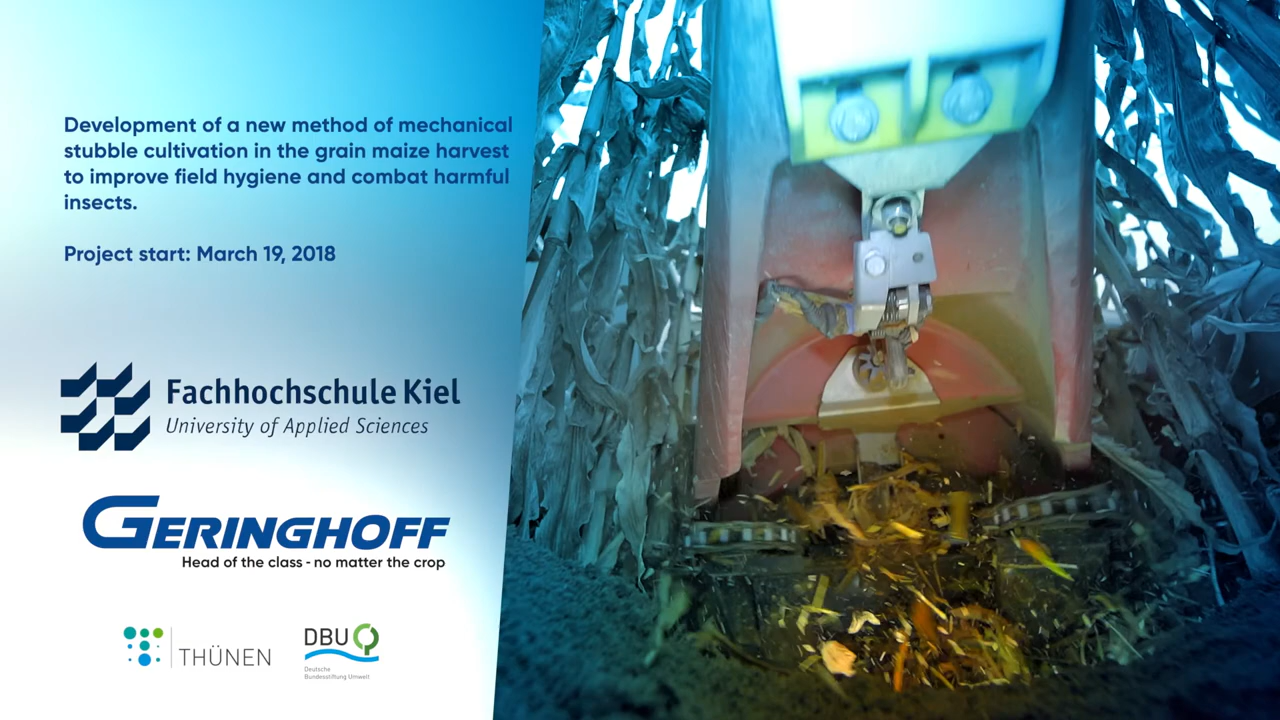 Development of a new method of mechanical
stubble cultivation in the grain maize harvest
to improve field hygiene and combat harmful
insects.
Project start: March 19, 2018
Fachhochschule Kiel
University of Applied Sciences
GERINGHOFF
Head of the class - no matter the crop
THÜNEN
DBU
Deutsche
Bundesstiftung Umwelt